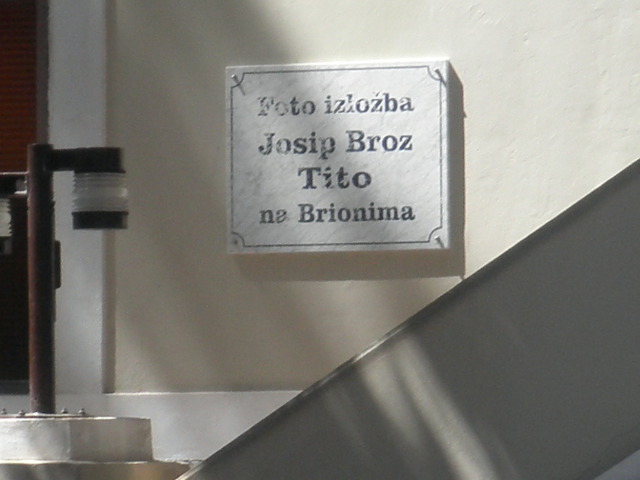 Foto izložba
Josip Broz
Tito
na Brionima